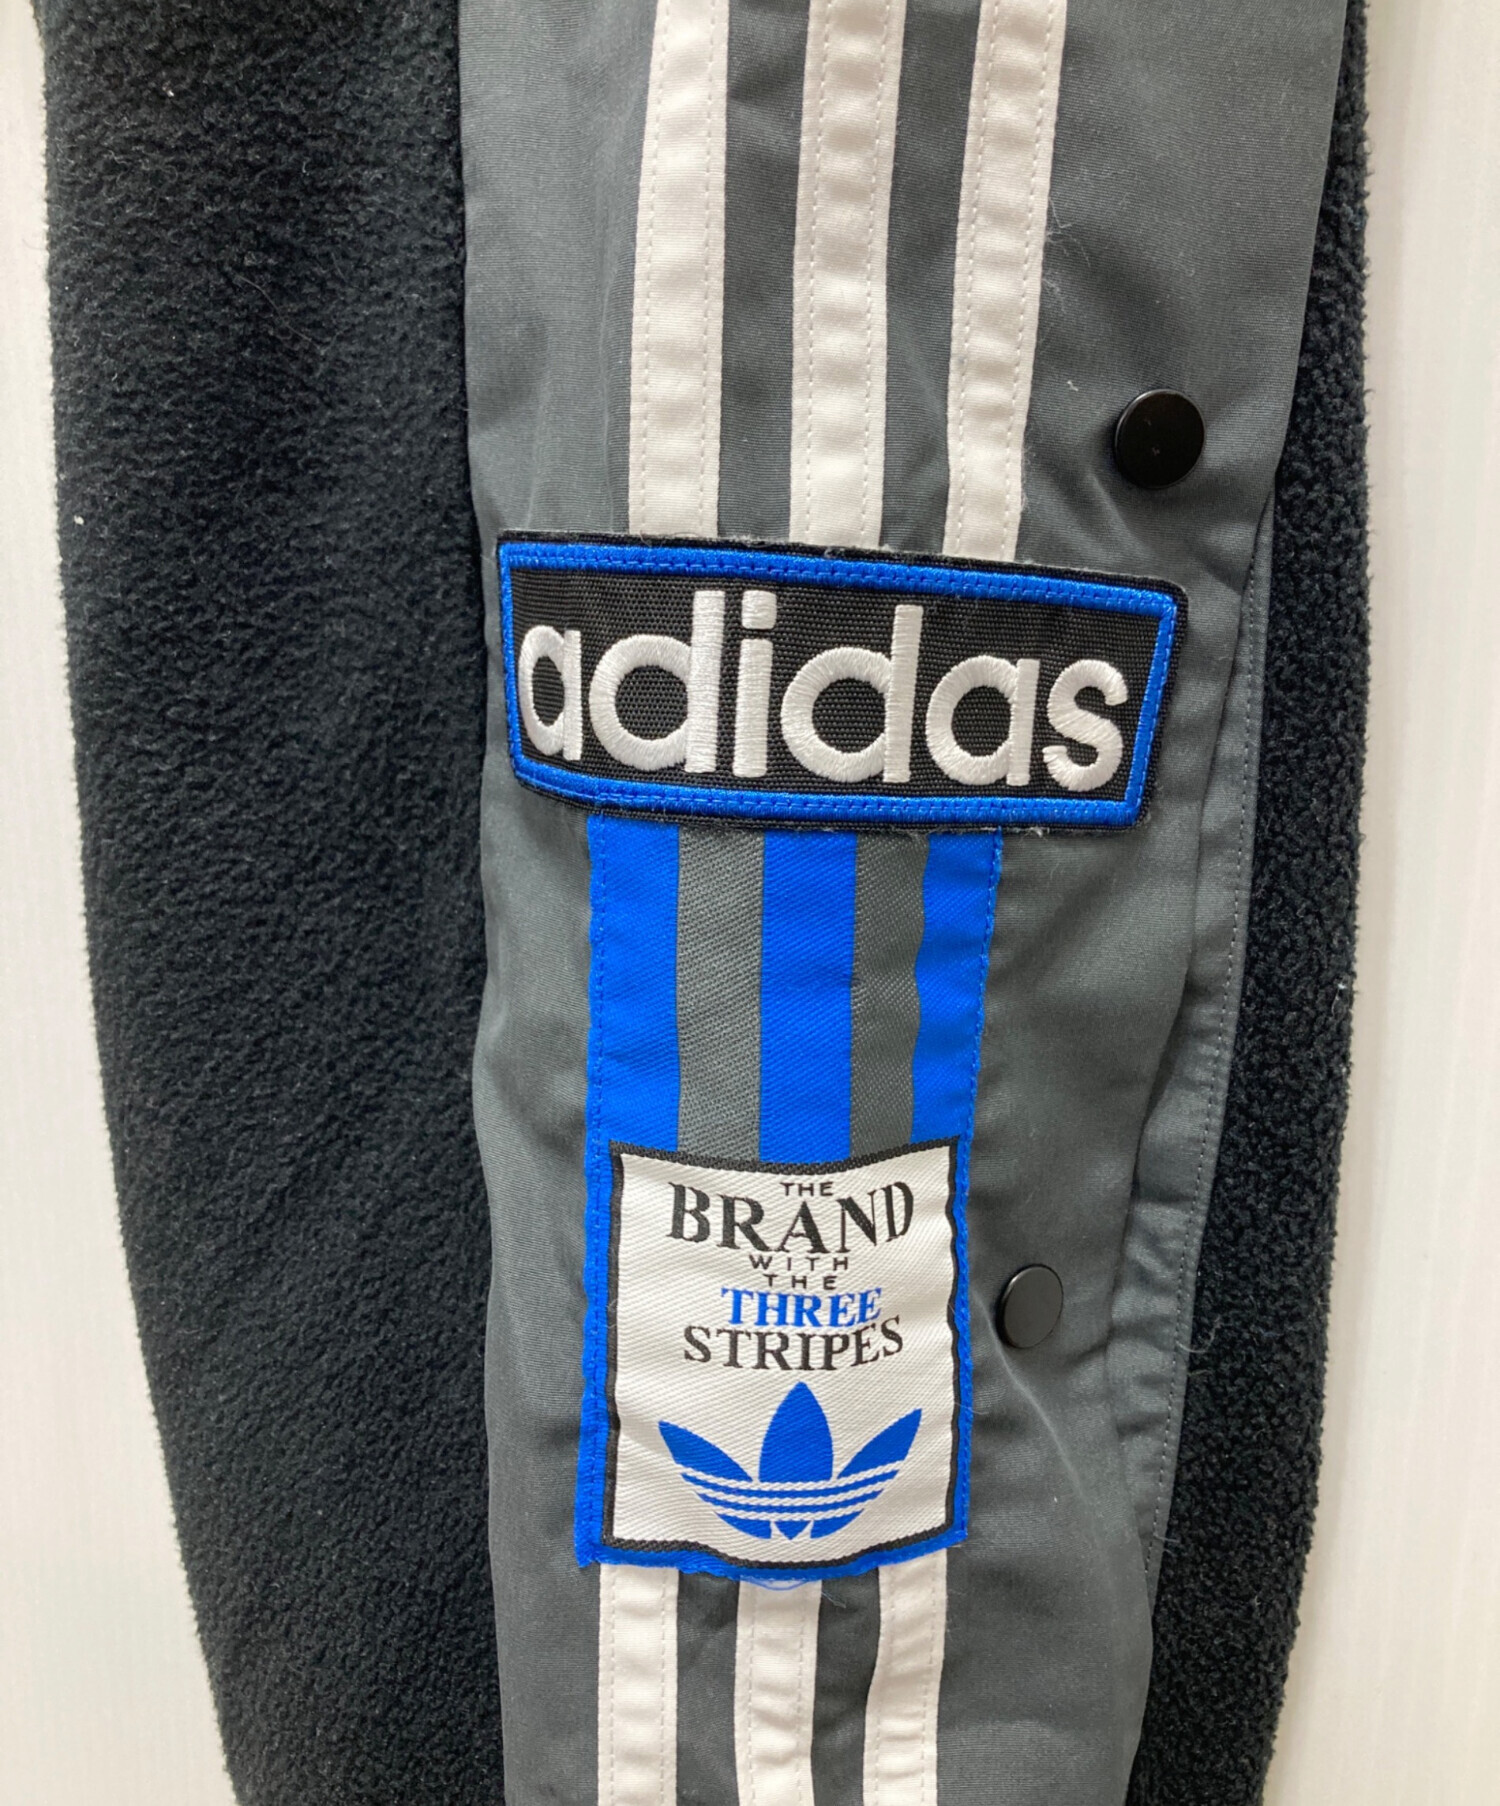 adidas
THE
BRAND
WITH
THE
THREE
STRIPES